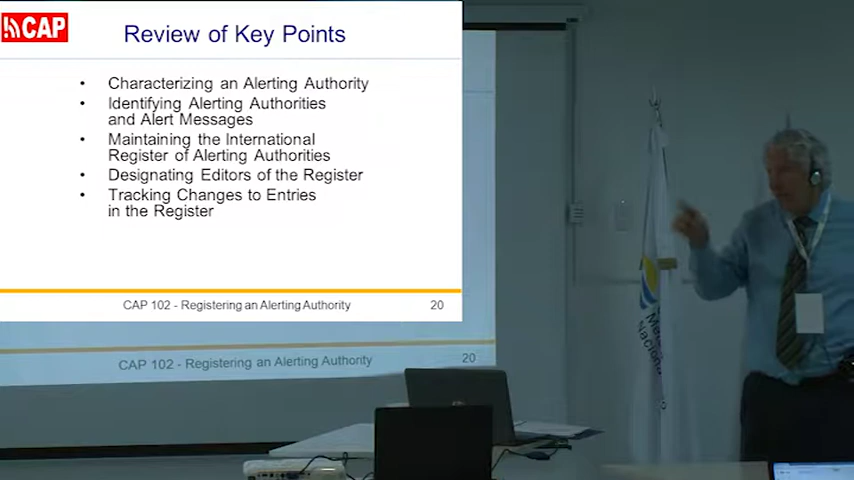 CAP
Review of Key Points
• Characterizing an Alerting Authority
• Identifying Alerting Authorities
and Alert Messages
• Maintaining the International
Register of Alerting Authorities
• Designating Editors of the Register
• Tracking Changes to Entries
in the Register
CAP 102 - Registering an Alerting Authority 20
CAP 102 - Registering an Alerting Authority 20